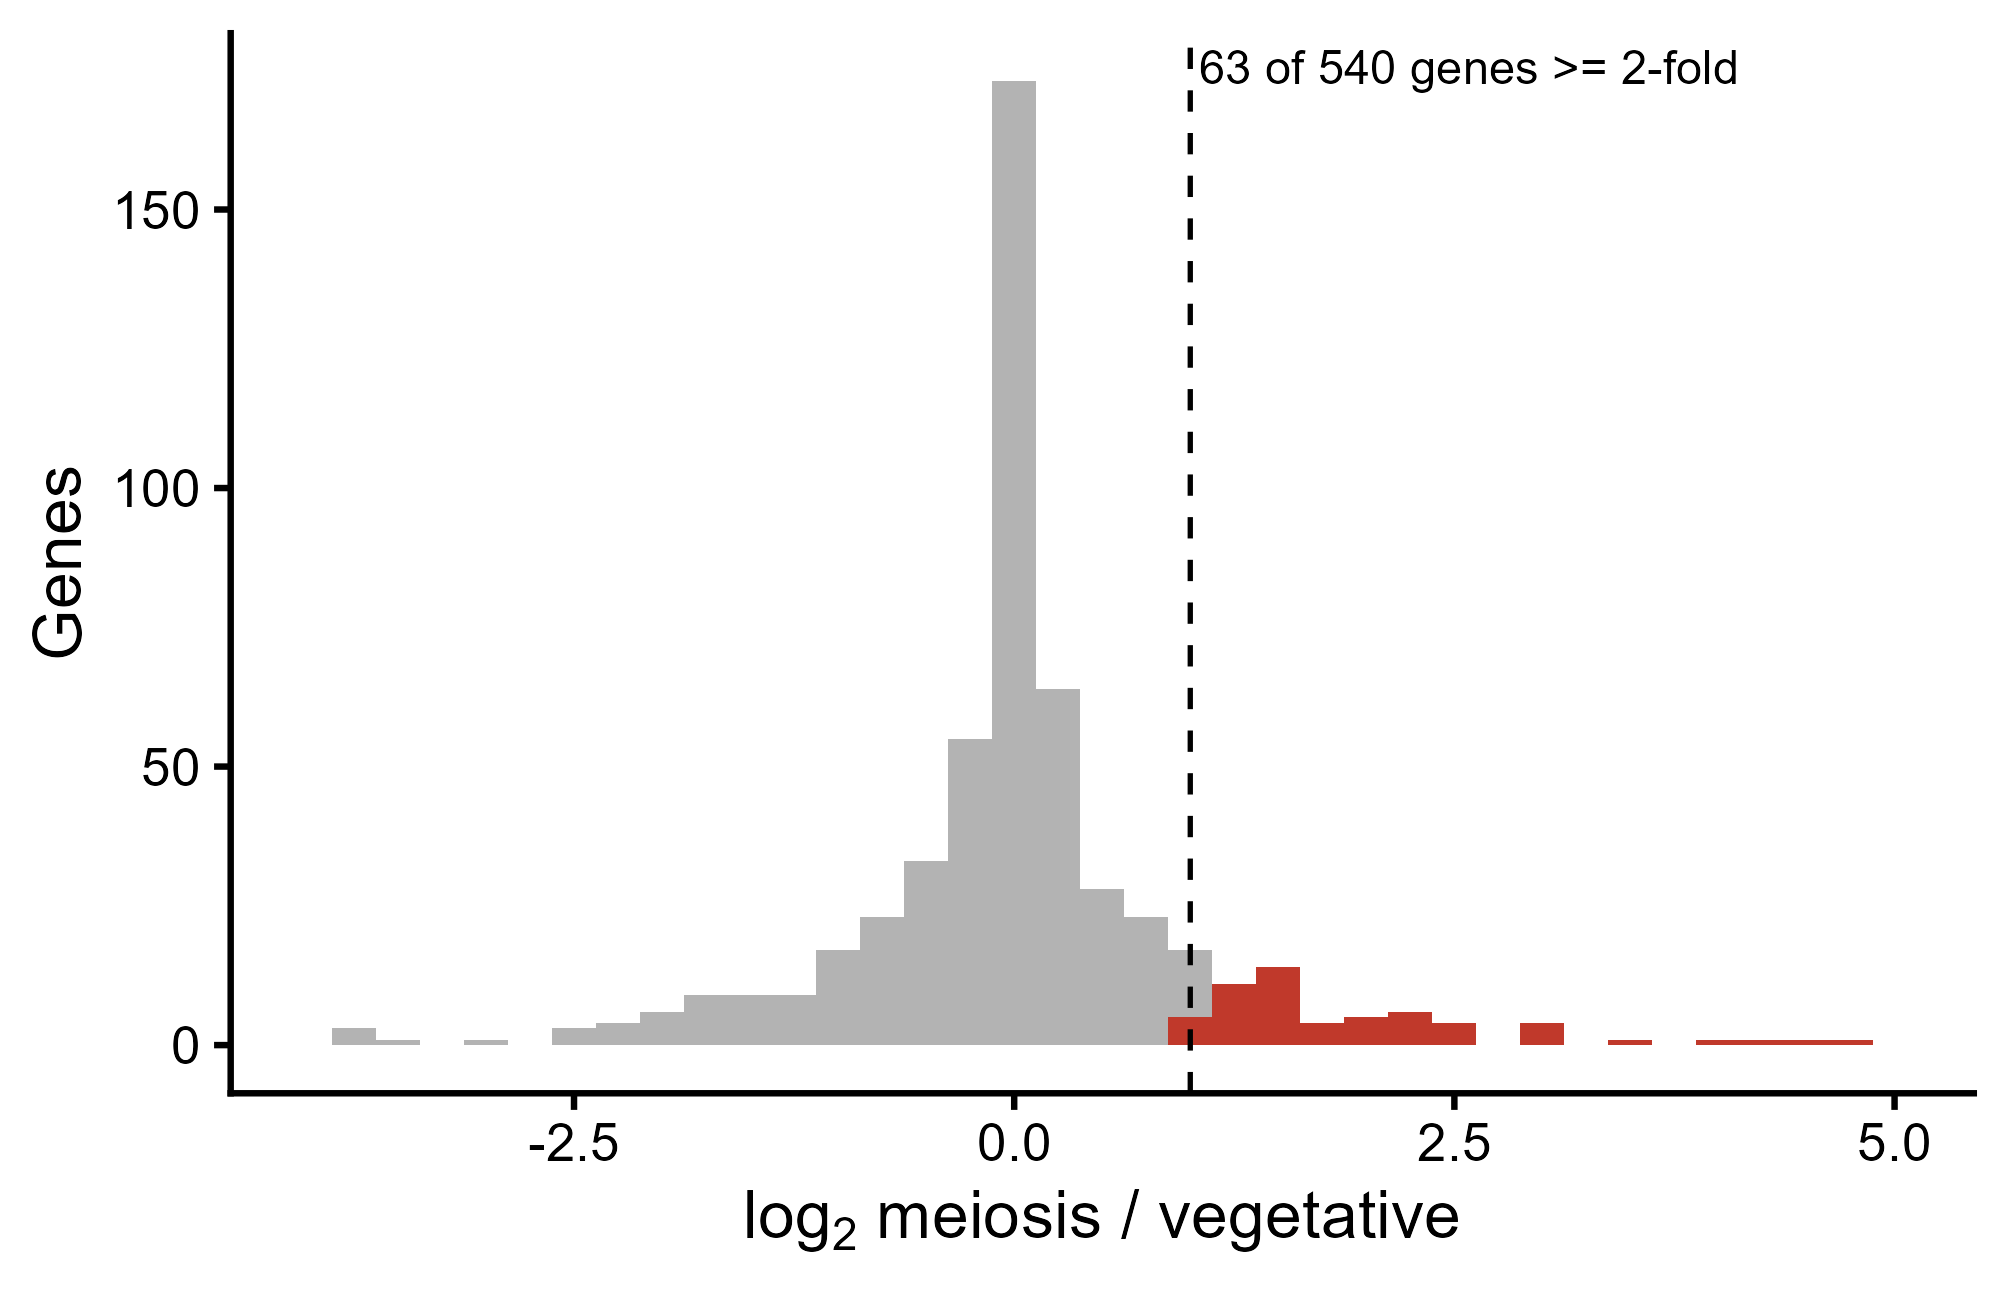 63 of 540 genes >= 2-fold
150
100
50
0
Genes
-2.5 0.0 2.5 5.0
log₂ meiosis / vegetative